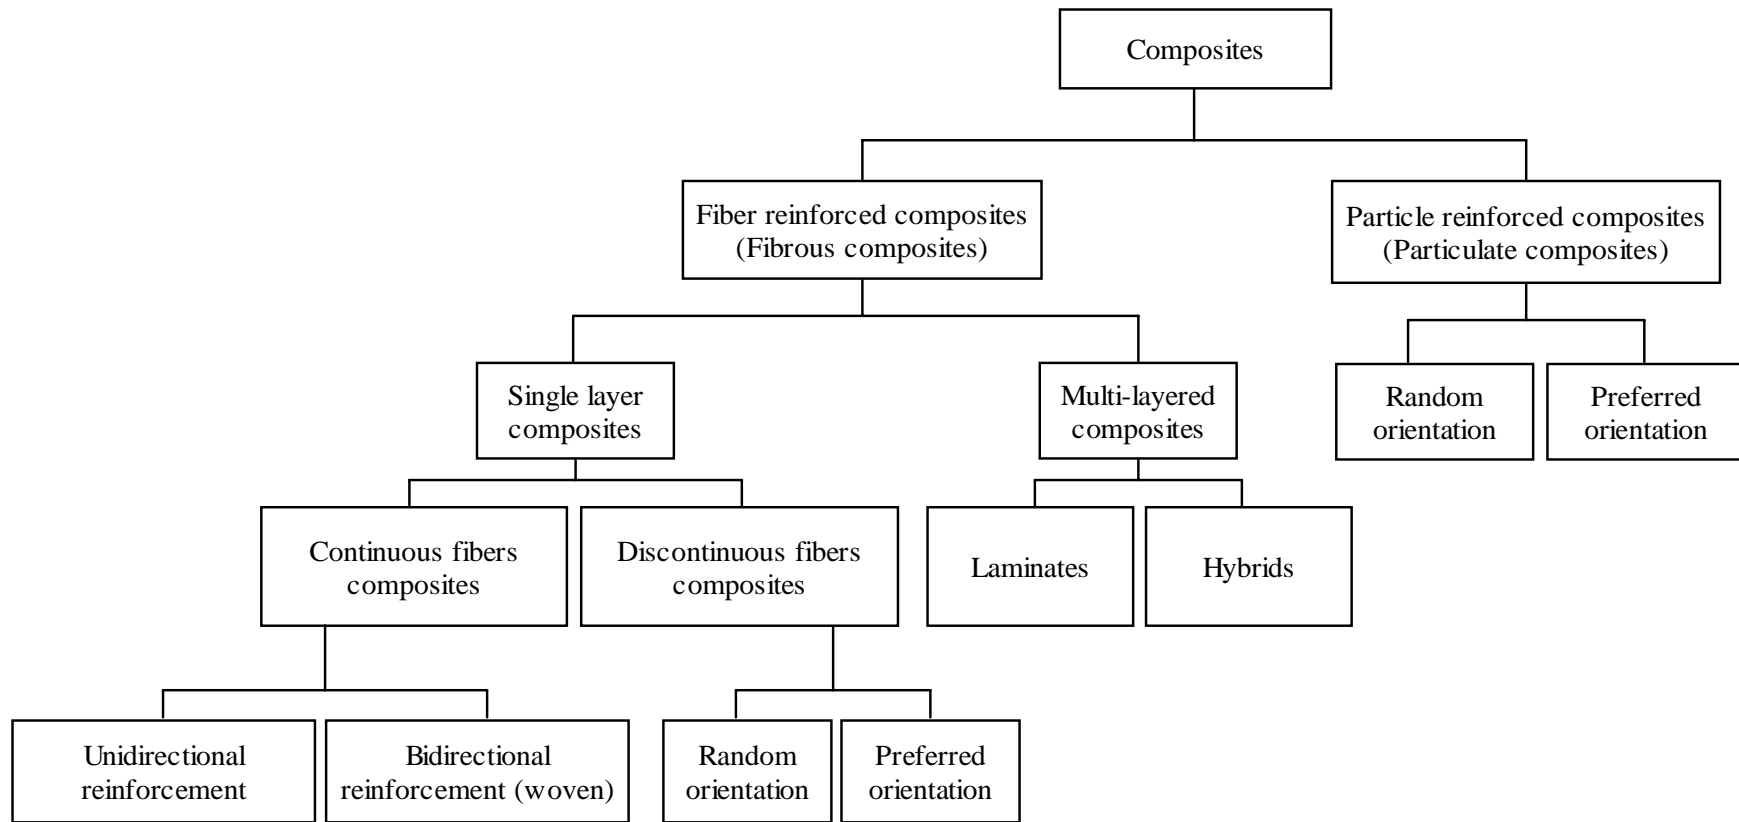 Composites
Fiber reinforced composites
(Fibrous composites)
Particle reinforced composites
(Particulate composites)
Single layer
composites
Multi-layered
composites
Random
orientation
Preferred
orientation
Continuous fibers
composites
Discontinuous fibers
composites
Laminates
Hybrids
Unidirectional
reinforcement
Bidirectional
reinforcement (woven)
Random
orientation
Preferred
orientation